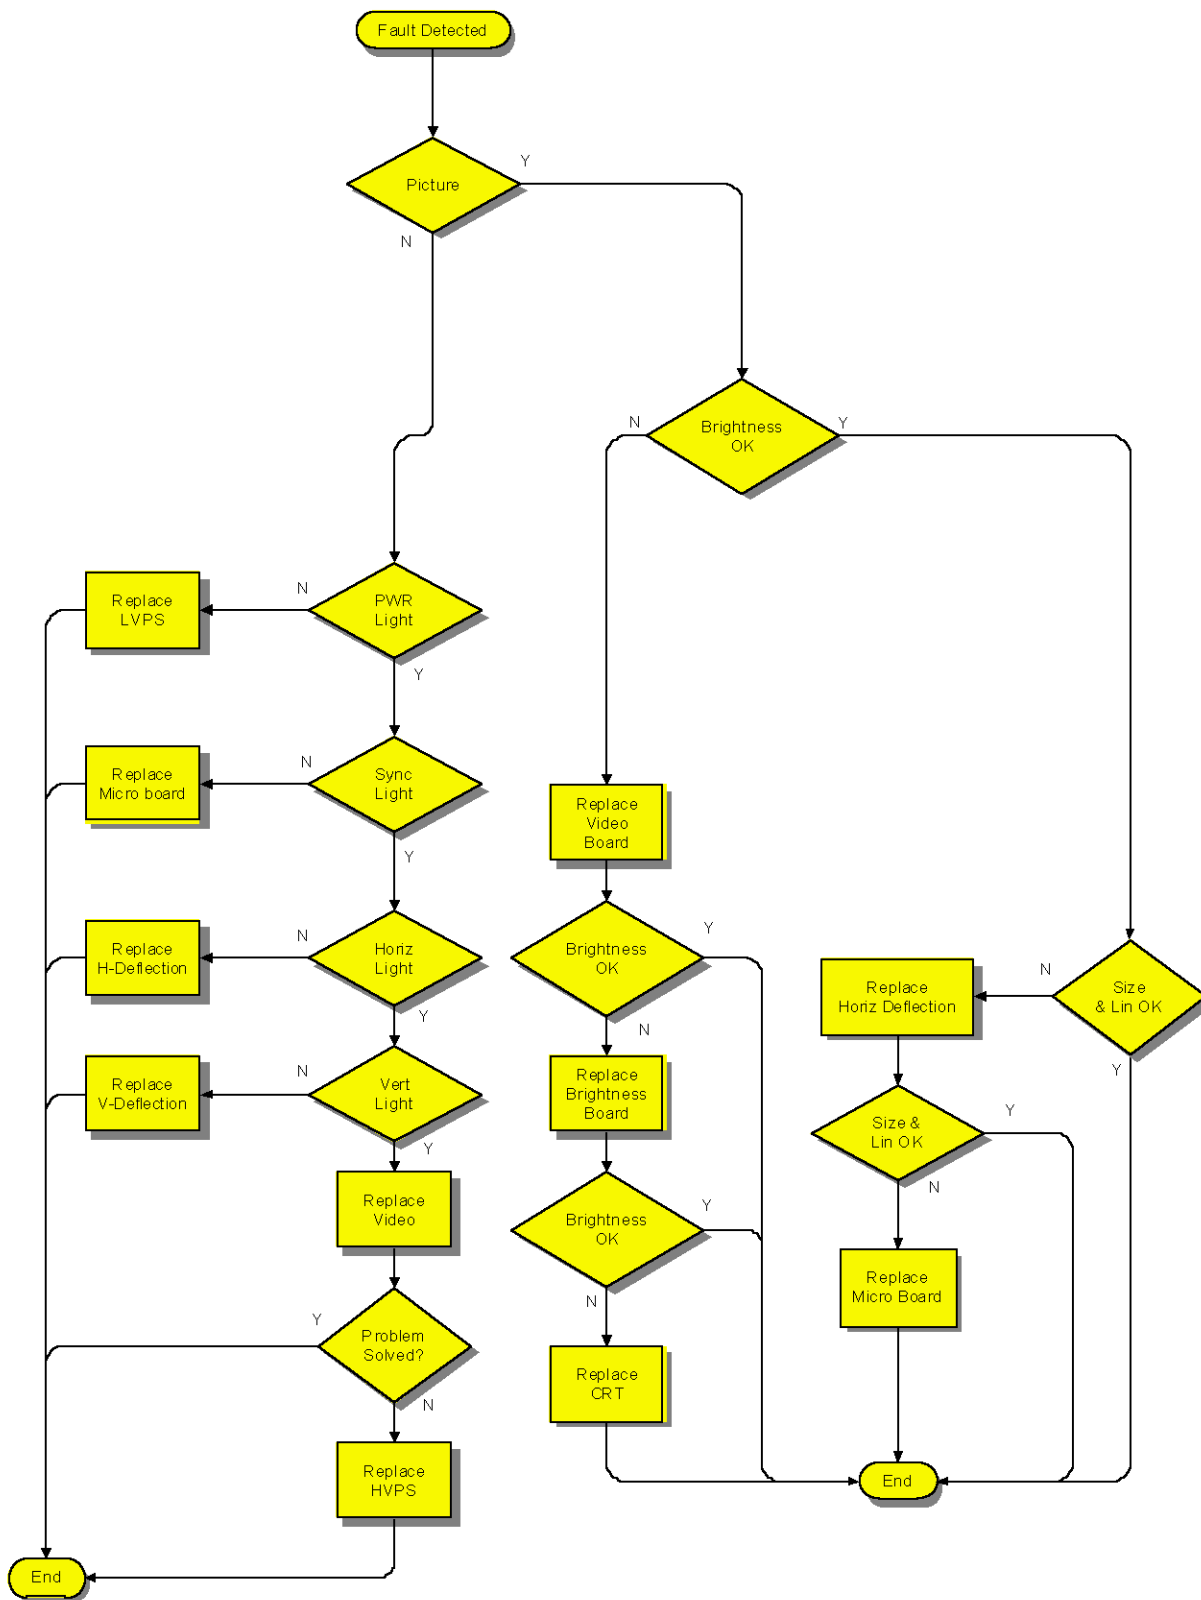 Fault Detected
Picture
Y
N
Brightness
OK
N
Y
PWR
Light
N
Y
Replace
LVPS
Sync
Light
N
Y
Replace
Micro board
Horiz
Light
N
Y
Replace
H-Deflection
Vert
Light
N
Y
Replace
V-Deflection
Replace
Video
Problem
Solved?
Y
N
Replace
HVPS
End
Replace
Video
Board
Brightness
OK
Y
N
Replace
Brightness
Board
Brightness
OK
Y
N
Replace
CRT
Size
& Lin OK
N
Y
Replace
Horiz Deflection
Size &
Lin OK
Y
N
Replace
Micro Board
End